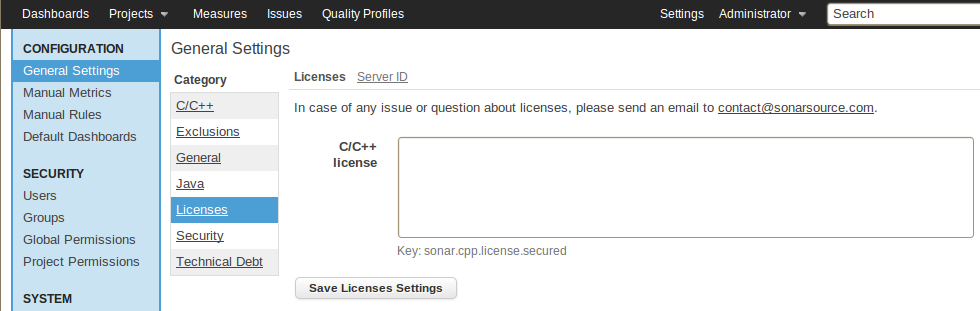 Dashboards Projects Measures Issues Quality Profiles Settings Administrator Search
CONFIGURATION
General Settings
Manual Metrics
Manual Rules
Default Dashboards
SECURITY
Users
Groups
Global Permissions
Project Permissions
SYSTEM
General Settings
Category
C/C++
Exclusions
General
Java
Licenses
Security
Technical Debt
Licenses Server ID
In case of any issue or question about licenses, please send an email to contact@sonarsource.com.
C/C++
license
Key: sonar.cpp.license.secured
Save Licenses Settings